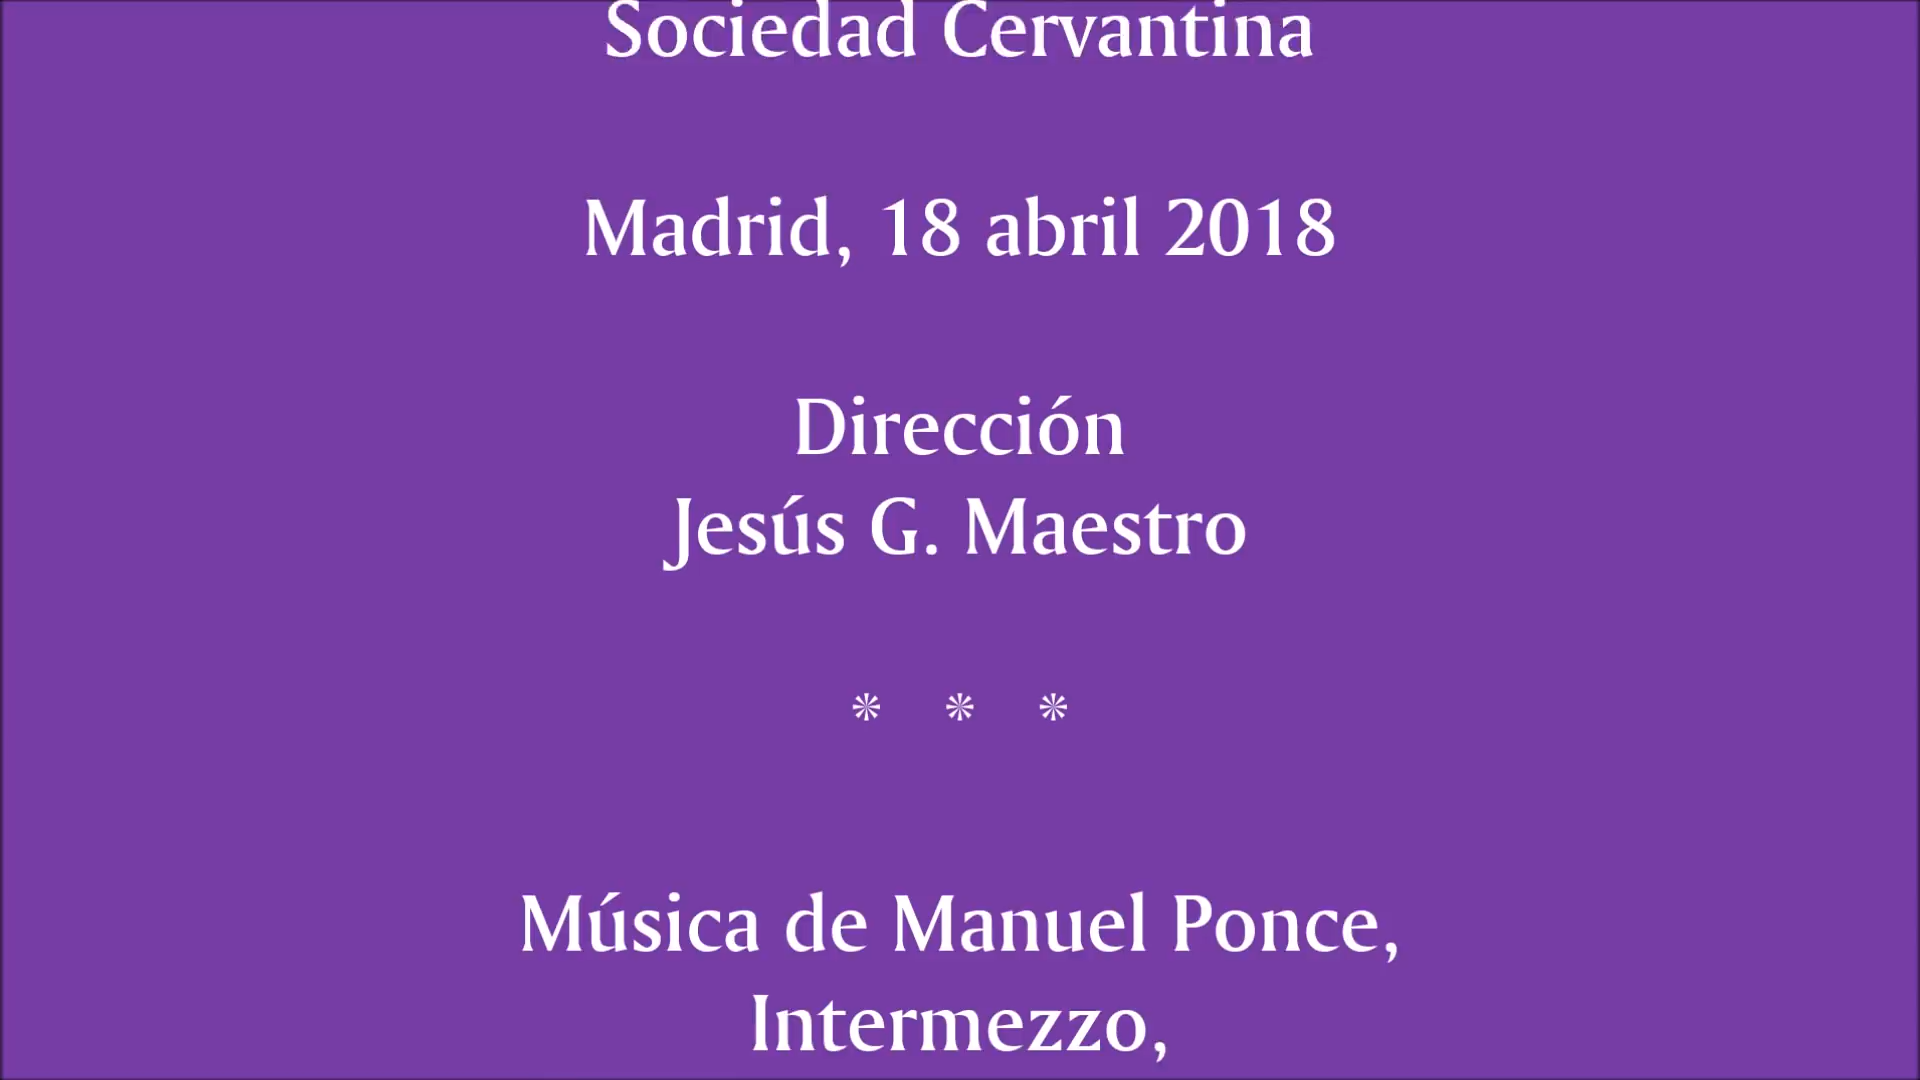 Sociedad Cervantina
Madrid, 18 abril 2018
Dirección
Jesús G. Maestro
* * *
Música de Manuel Ponce,
Intermezzo,